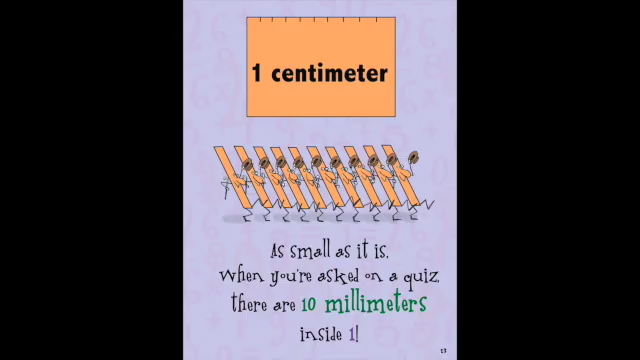 1 centimeter
As small as it is,
when you're asked on a quiz,
there are 10 millimeters
inside 1!
23